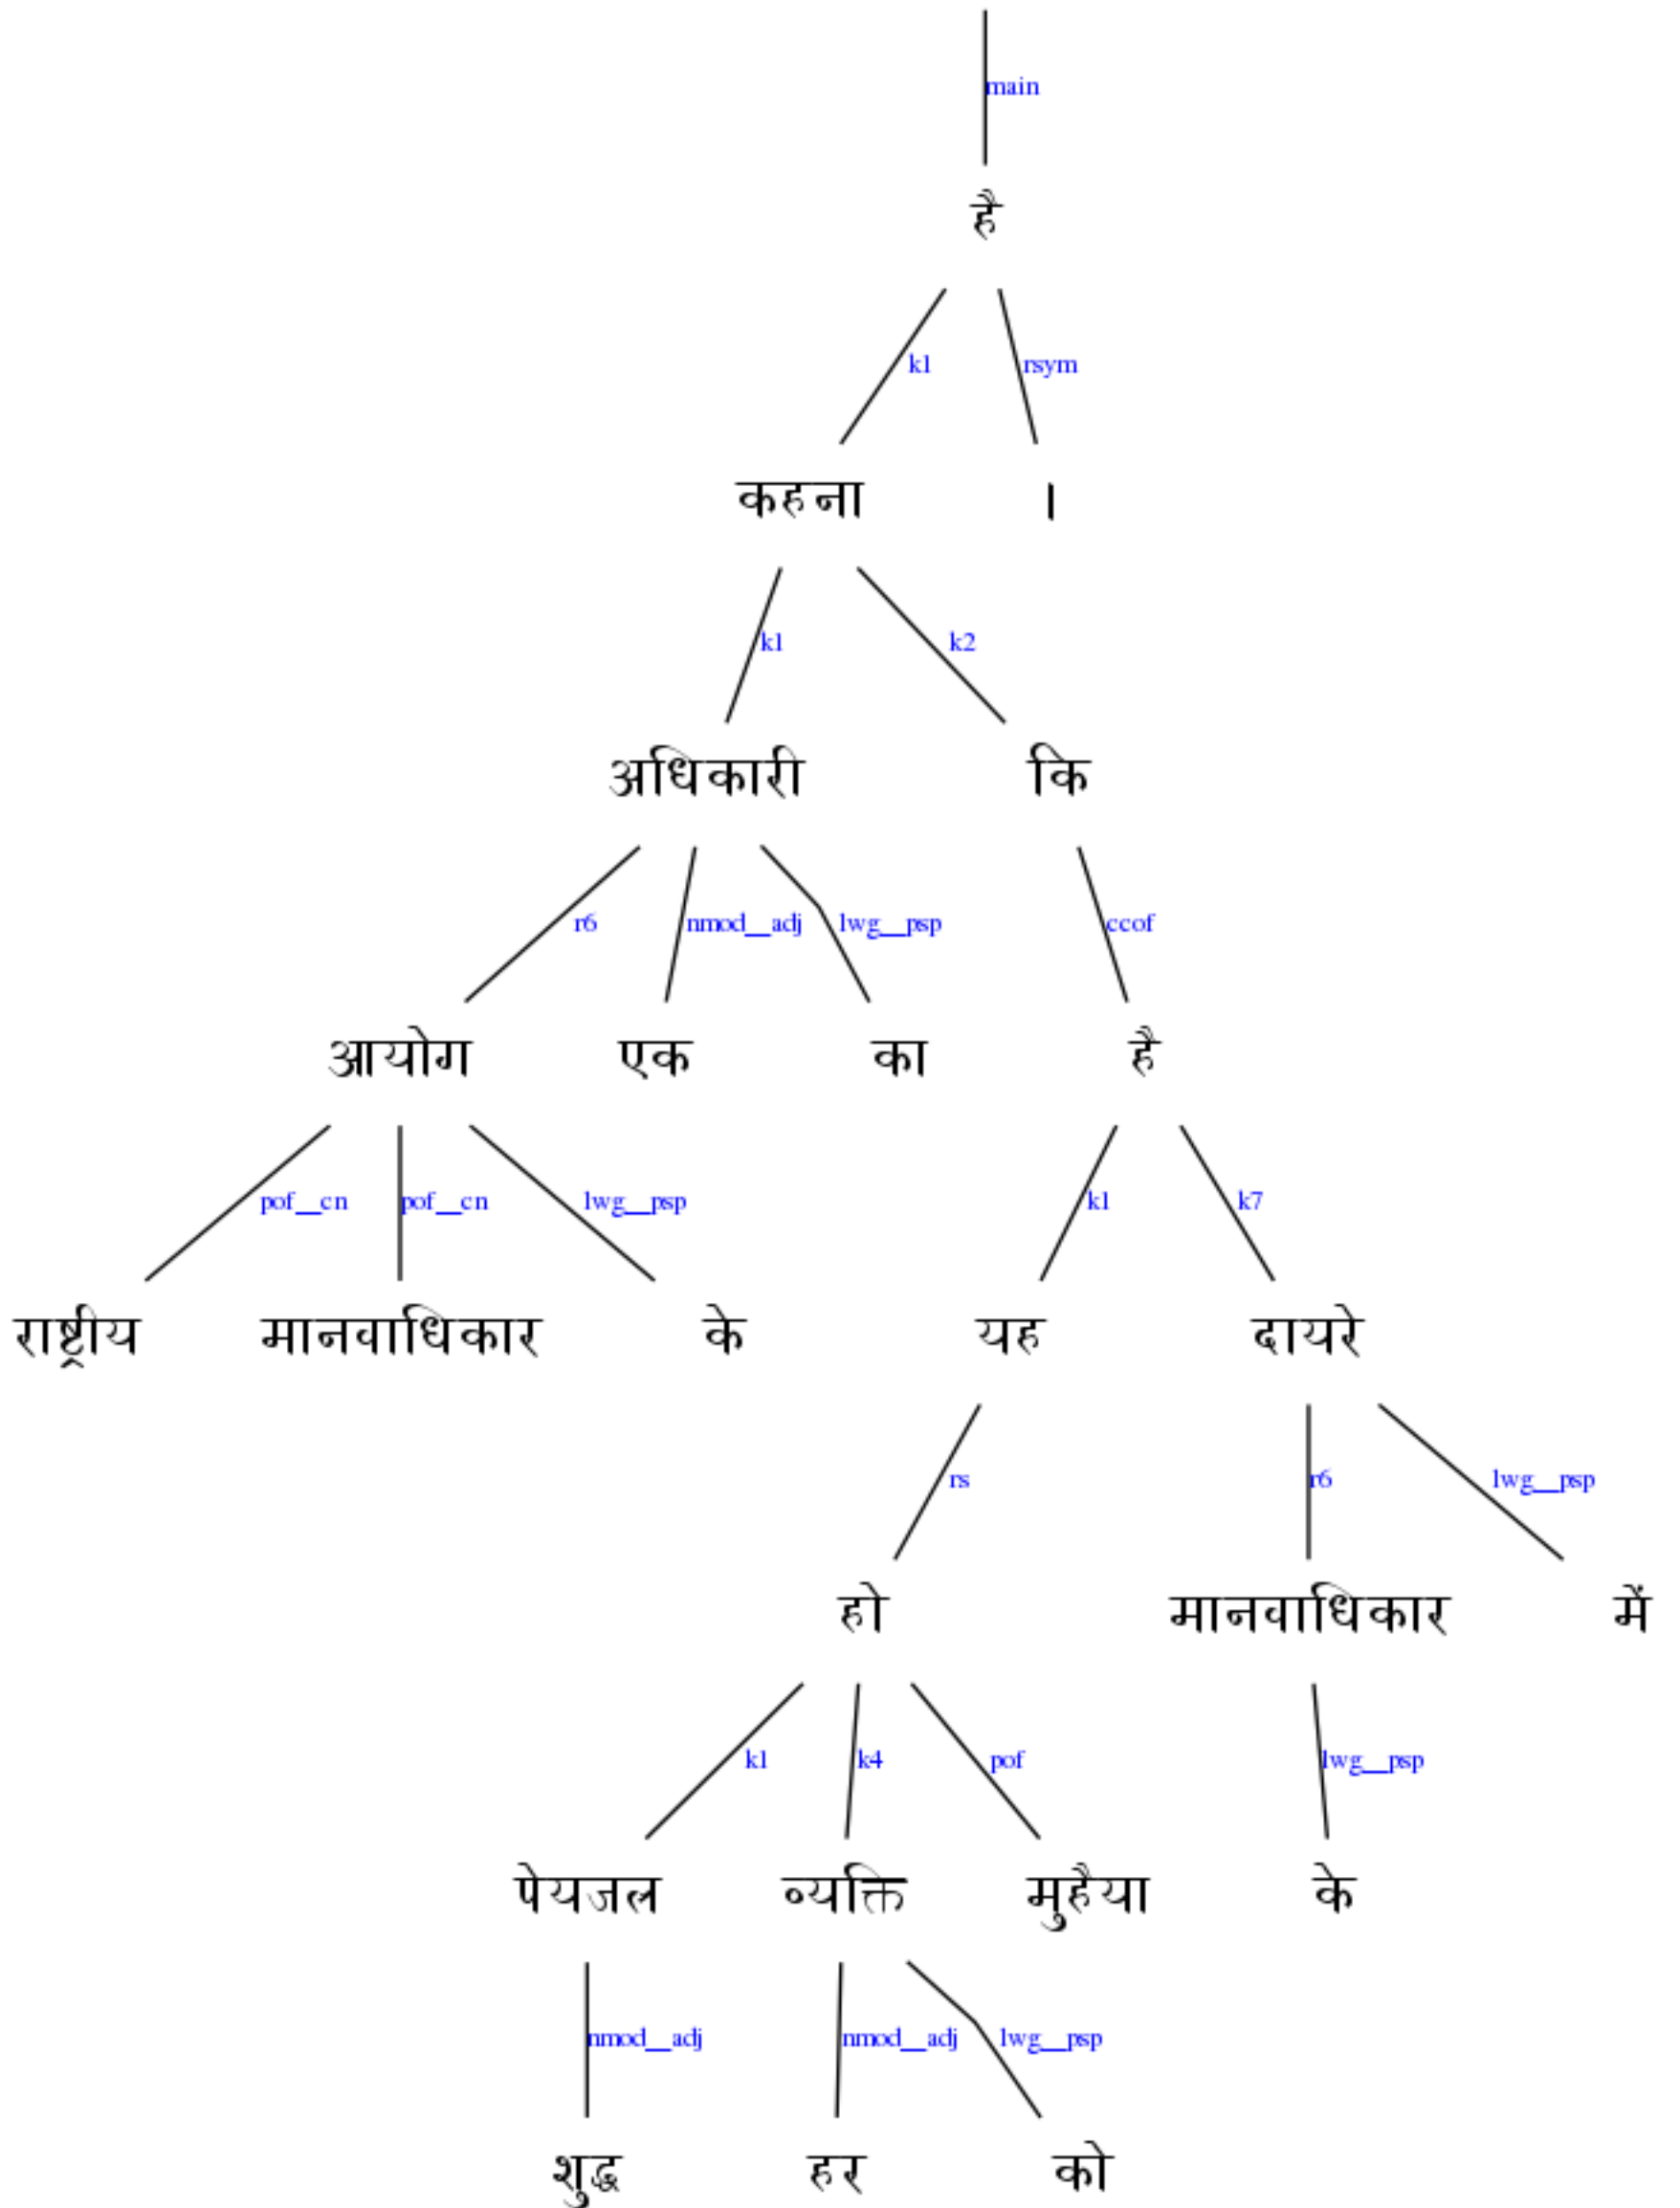 main
है
k1 rsym
कहना ।
k1 k2
अधिकारी कि
r6 nmod__adj lwg__psp ccof
आयोग एक का है
pof__cn pof__cn lwg__psp k1 k7
राष्ट्रीय मानवाधिकार के यह दायरे
rs r6 lwg__psp
हो मानवाधिकार में
k1 k4 pof lwg__psp
पेयजल व्यक्ति मुहैया के
nmod__adj nmod__adj lwg__psp
शुद्ध हर को